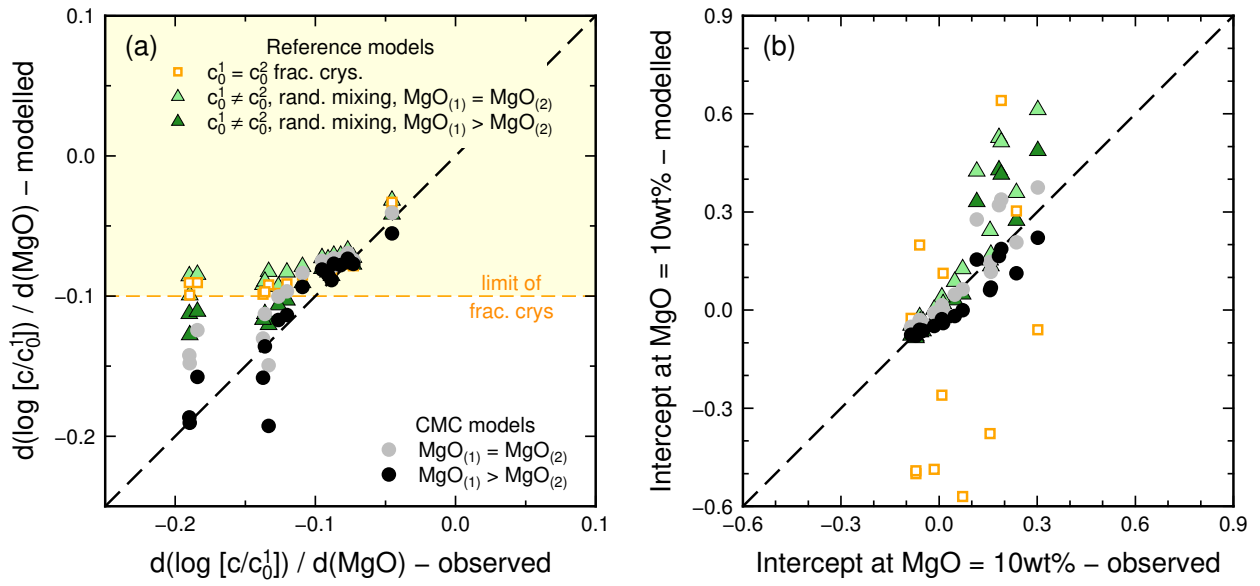 (a)
Reference models
c₀¹ = c₀² frac. crys.
c₀¹ ≠ c₀², rand. mixing, MgO₍₁₎ = MgO₍₂₎
c₀¹ ≠ c₀², rand. mixing, MgO₍₁₎ > MgO₍₂₎
limit of
frac. crys
CMC models
MgO₍₁₎ = MgO₍₂₎
MgO₍₁₎ > MgO₍₂₎
0.1
0.0
−0.1
−0.2
d(log [c/c₀¹]) / d(MgO) − modelled
−0.2
−0.1
0.0
0.1
d(log [c/c₀¹]) / d(MgO) − observed
(b)
0.9
0.6
0.3
0.0
−0.3
−0.6
Intercept at MgO = 10wt% − modelled
−0.6
−0.3
0.0
0.3
0.6
0.9
Intercept at MgO = 10wt% − observed